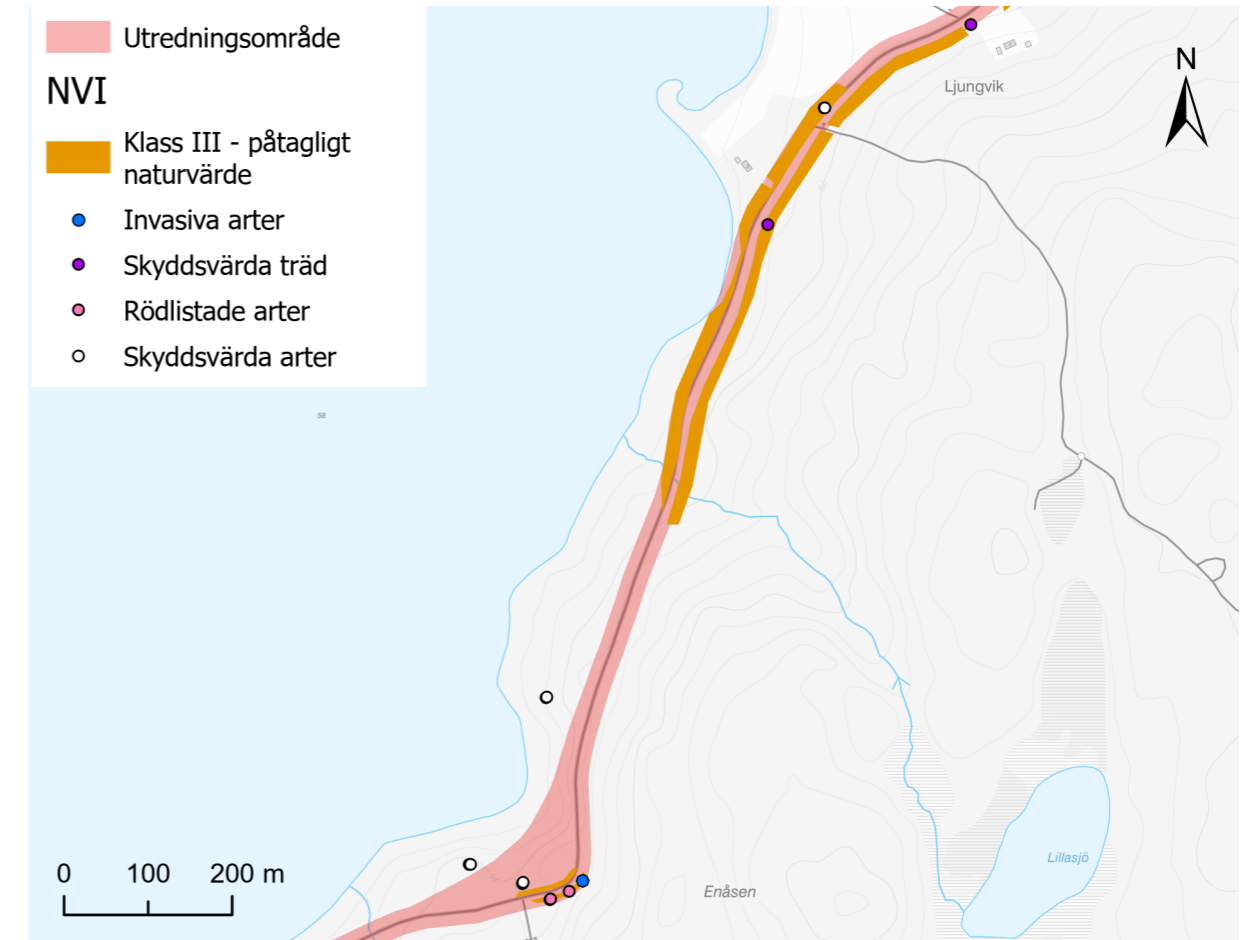 Utredningsområde
NVI
Klass III - påtagligt
naturvärde
Invasiva arter
Skyddsvärda träd
Rödlistade arter
Skyddsvärda arter
N
Ljungvik
58
Lillasjö
Enåsen
0 100 200 m